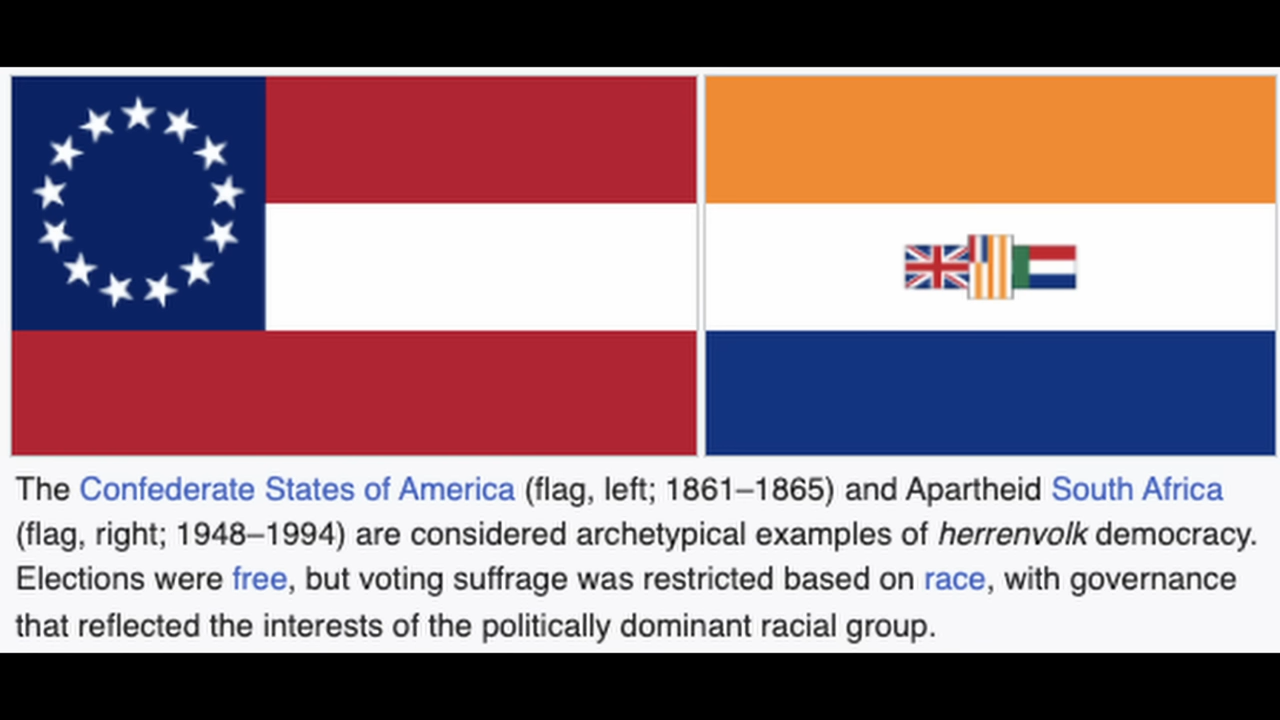 The Confederate States of America (flag, left; 1861–1865) and Apartheid South Africa
(flag, right; 1948–1994) are considered archetypical examples of herrenvolk democracy.
Elections were free, but voting suffrage was restricted based on race, with governance
that reflected the interests of the politically dominant racial group.